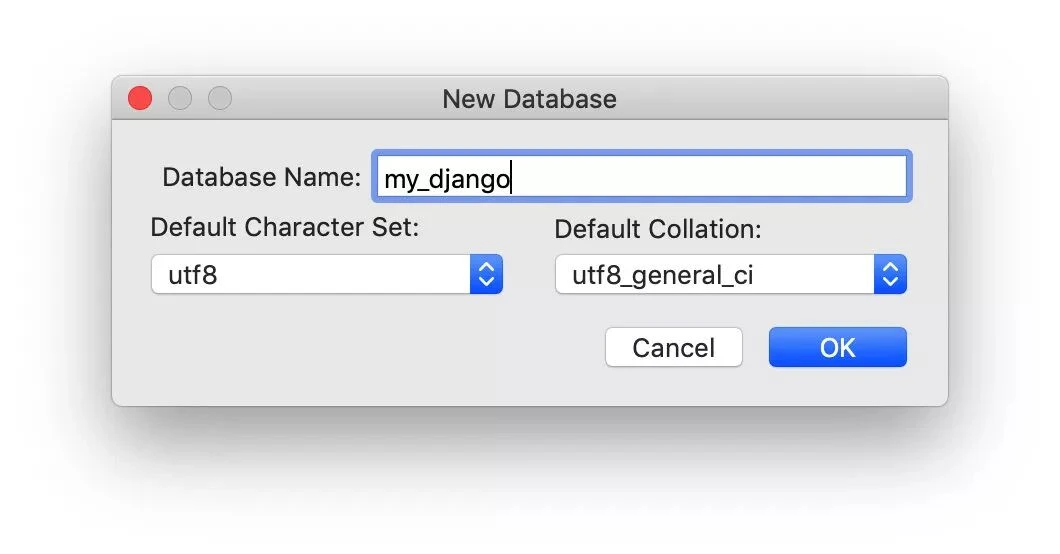 New Database
Database Name: my_django
Default Character Set: Default Collation:
utf8 utf8_general_ci
Cancel OK